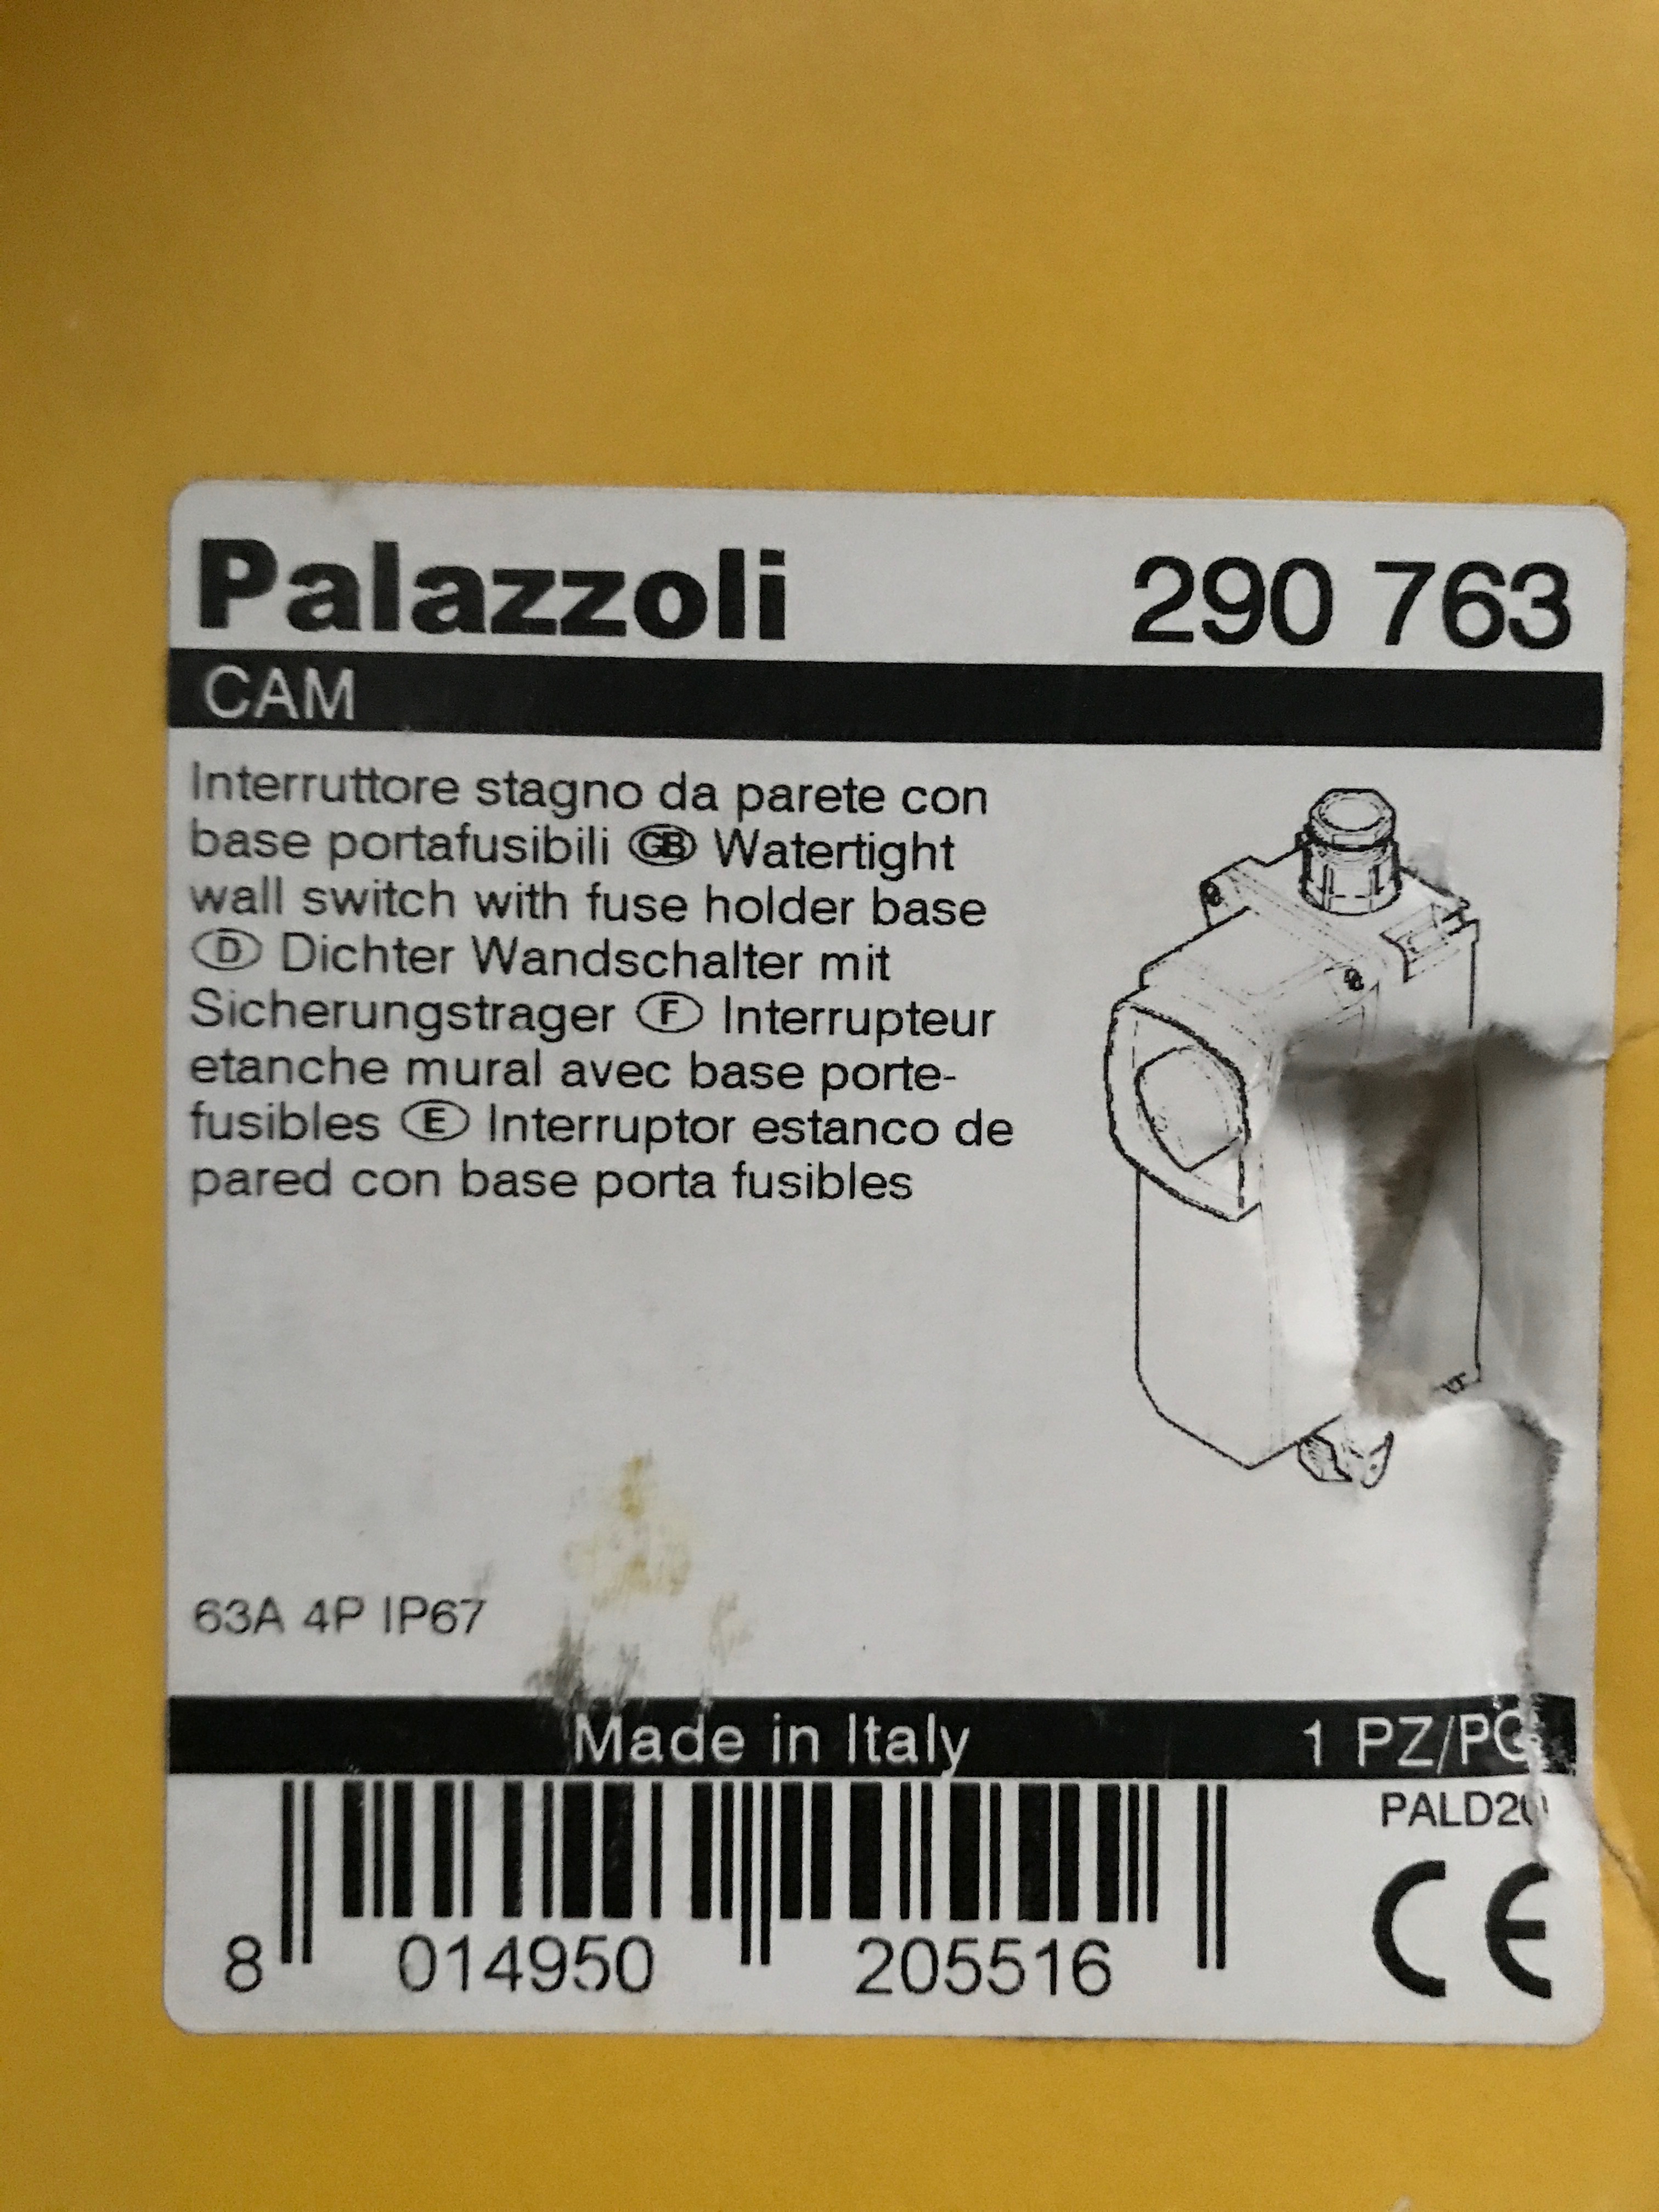 Palazzoli 290 763
CAM
Interruttore stagno da parete con
base portafusibili GB Watertight
wall switch with fuse holder base
D Dichter Wandschalter mit
Sicherungstrager F Interrupteur
etanche mural avec base porte-
fusibles E Interruptor estanco de
pared con base porta fusibles
63A 4P IP67
Made in Italy 1 PZ/PC
PALD20
CE
8 014950 205516